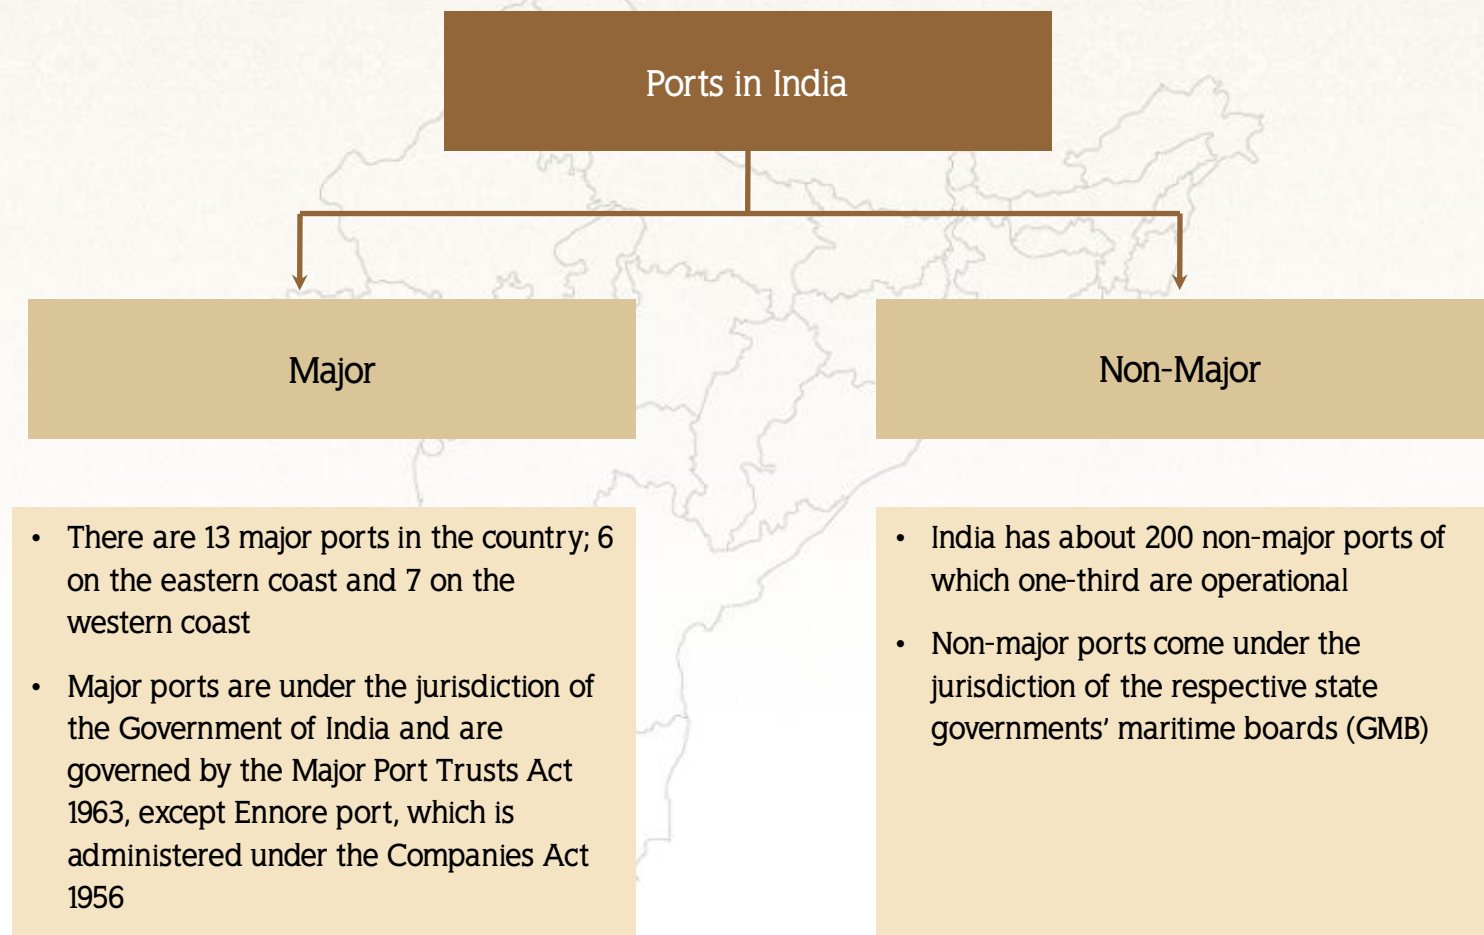 Ports in India
Major
Non-Major
• There are 13 major ports in the country; 6
on the eastern coast and 7 on the
western coast
• Major ports are under the jurisdiction of
the Government of India and are
governed by the Major Port Trusts Act
1963, except Ennore port, which is
administered under the Companies Act
1956
• India has about 200 non-major ports of
which one-third are operational
• Non-major ports come under the
jurisdiction of the respective state
governments’ maritime boards (GMB)